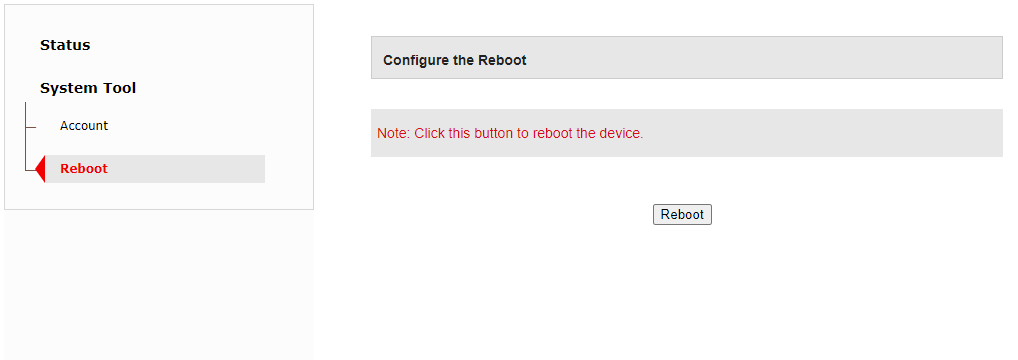 Status
System Tool
Account
Reboot
Configure the Reboot
Note: Click this button to reboot the device.
Reboot